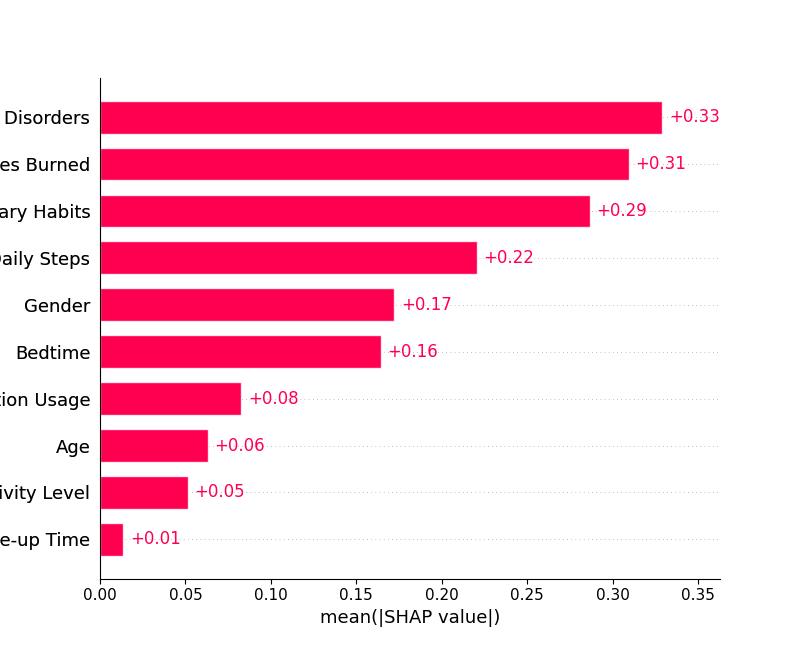 Disorders +0.33
es Burned +0.31
ary Habits +0.29
Daily Steps +0.22
Gender +0.17
Bedtime +0.16
tion Usage +0.08
Age +0.06
ivity Level +0.05
e-up Time +0.01
0.00 0.05 0.10 0.15 0.20 0.25 0.30 0.35
mean(|SHAP value|)